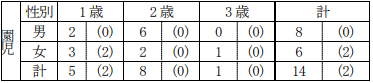 園児 性別 1歳 2歳 3歳 計
男 2 (0) 6 (0) 0 (0) 8 (0)
女 3 (2) 2 (0) 1 (0) 6 (2)
計 5 (2) 8 (0) 1 (0) 14 (2)